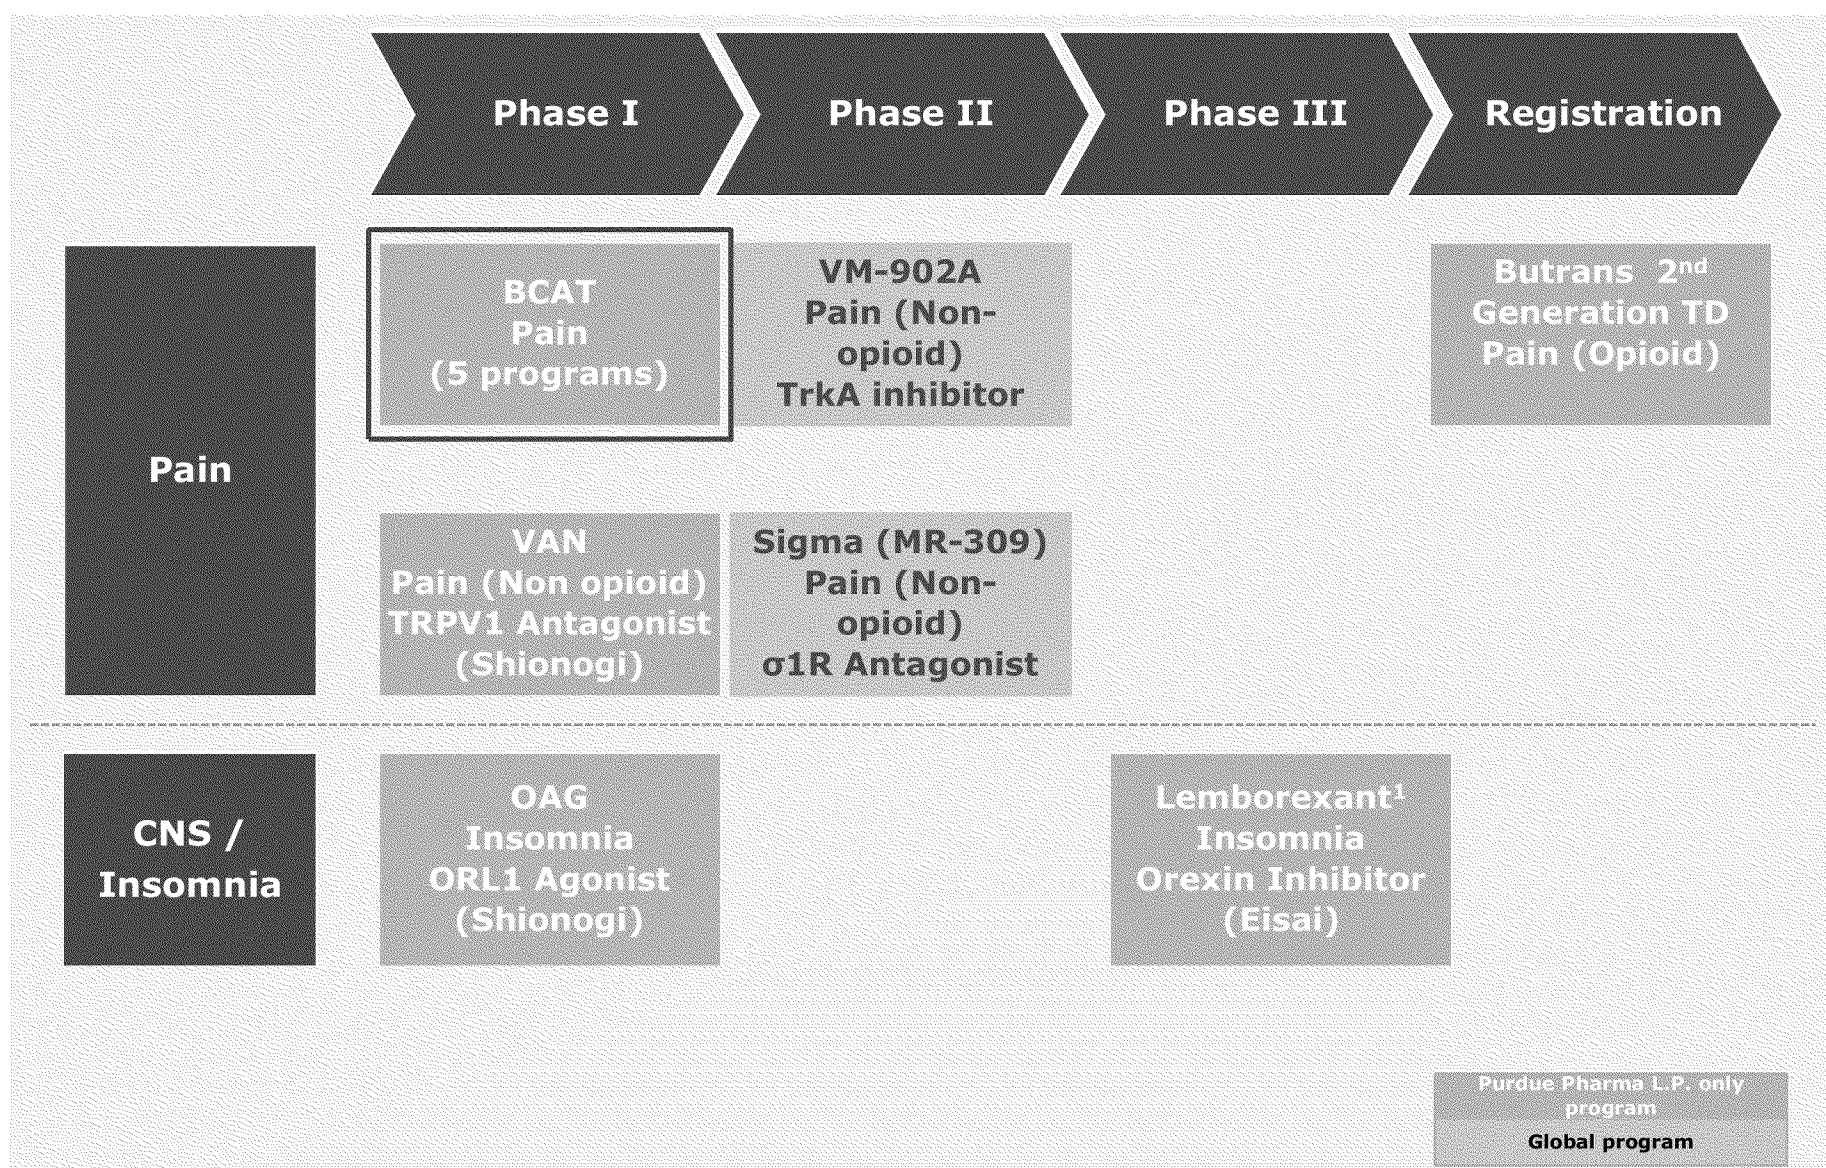 Phase I
Phase II
Phase III
Registration
Pain
BCAT
Pain
(5 programs)
VM-902A
Pain (Non-
opioid)
TrkA inhibitor
Butrans 2nd
Generation TD
Pain (Opioid)
VAN
Pain (Non opioid)
TRPV1 Antagonist
(Shionogi)
Sigma (MR-309)
Pain (Non-
opioid)
σ1R Antagonist
CNS /
Insomnia
OAG
Insomnia
ORL1 Agonist
(Shionogi)
Lemborexant¹
Insomnia
Orexin Inhibitor
(Eisai)
Purdue Pharma L.P. only
program
Global program